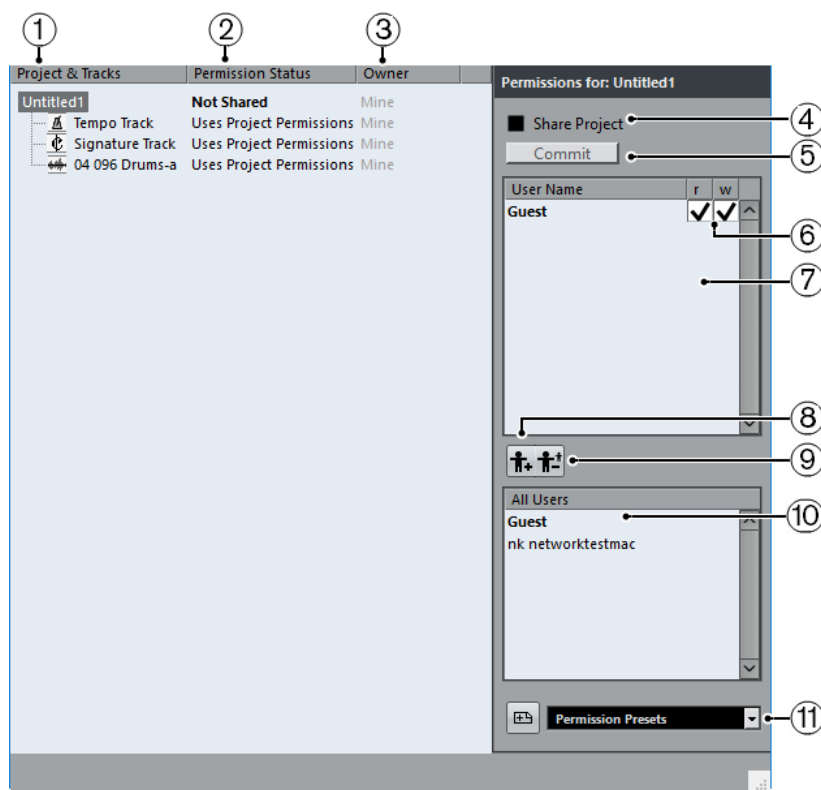 1 2 3
Project & Tracks Permission Status Owner
Permissions for: Untitled1
Untitled1 Not Shared Mine
Tempo Track Uses Project Permissions Mine
Signature Track Uses Project Permissions Mine
04 096 Drums-a Uses Project Permissions Mine
Share Project 4
Commit 5
User Name r w
Guest
6
7
8
9
All Users
Guest 10
nk networktestmac
Permission Presets 11